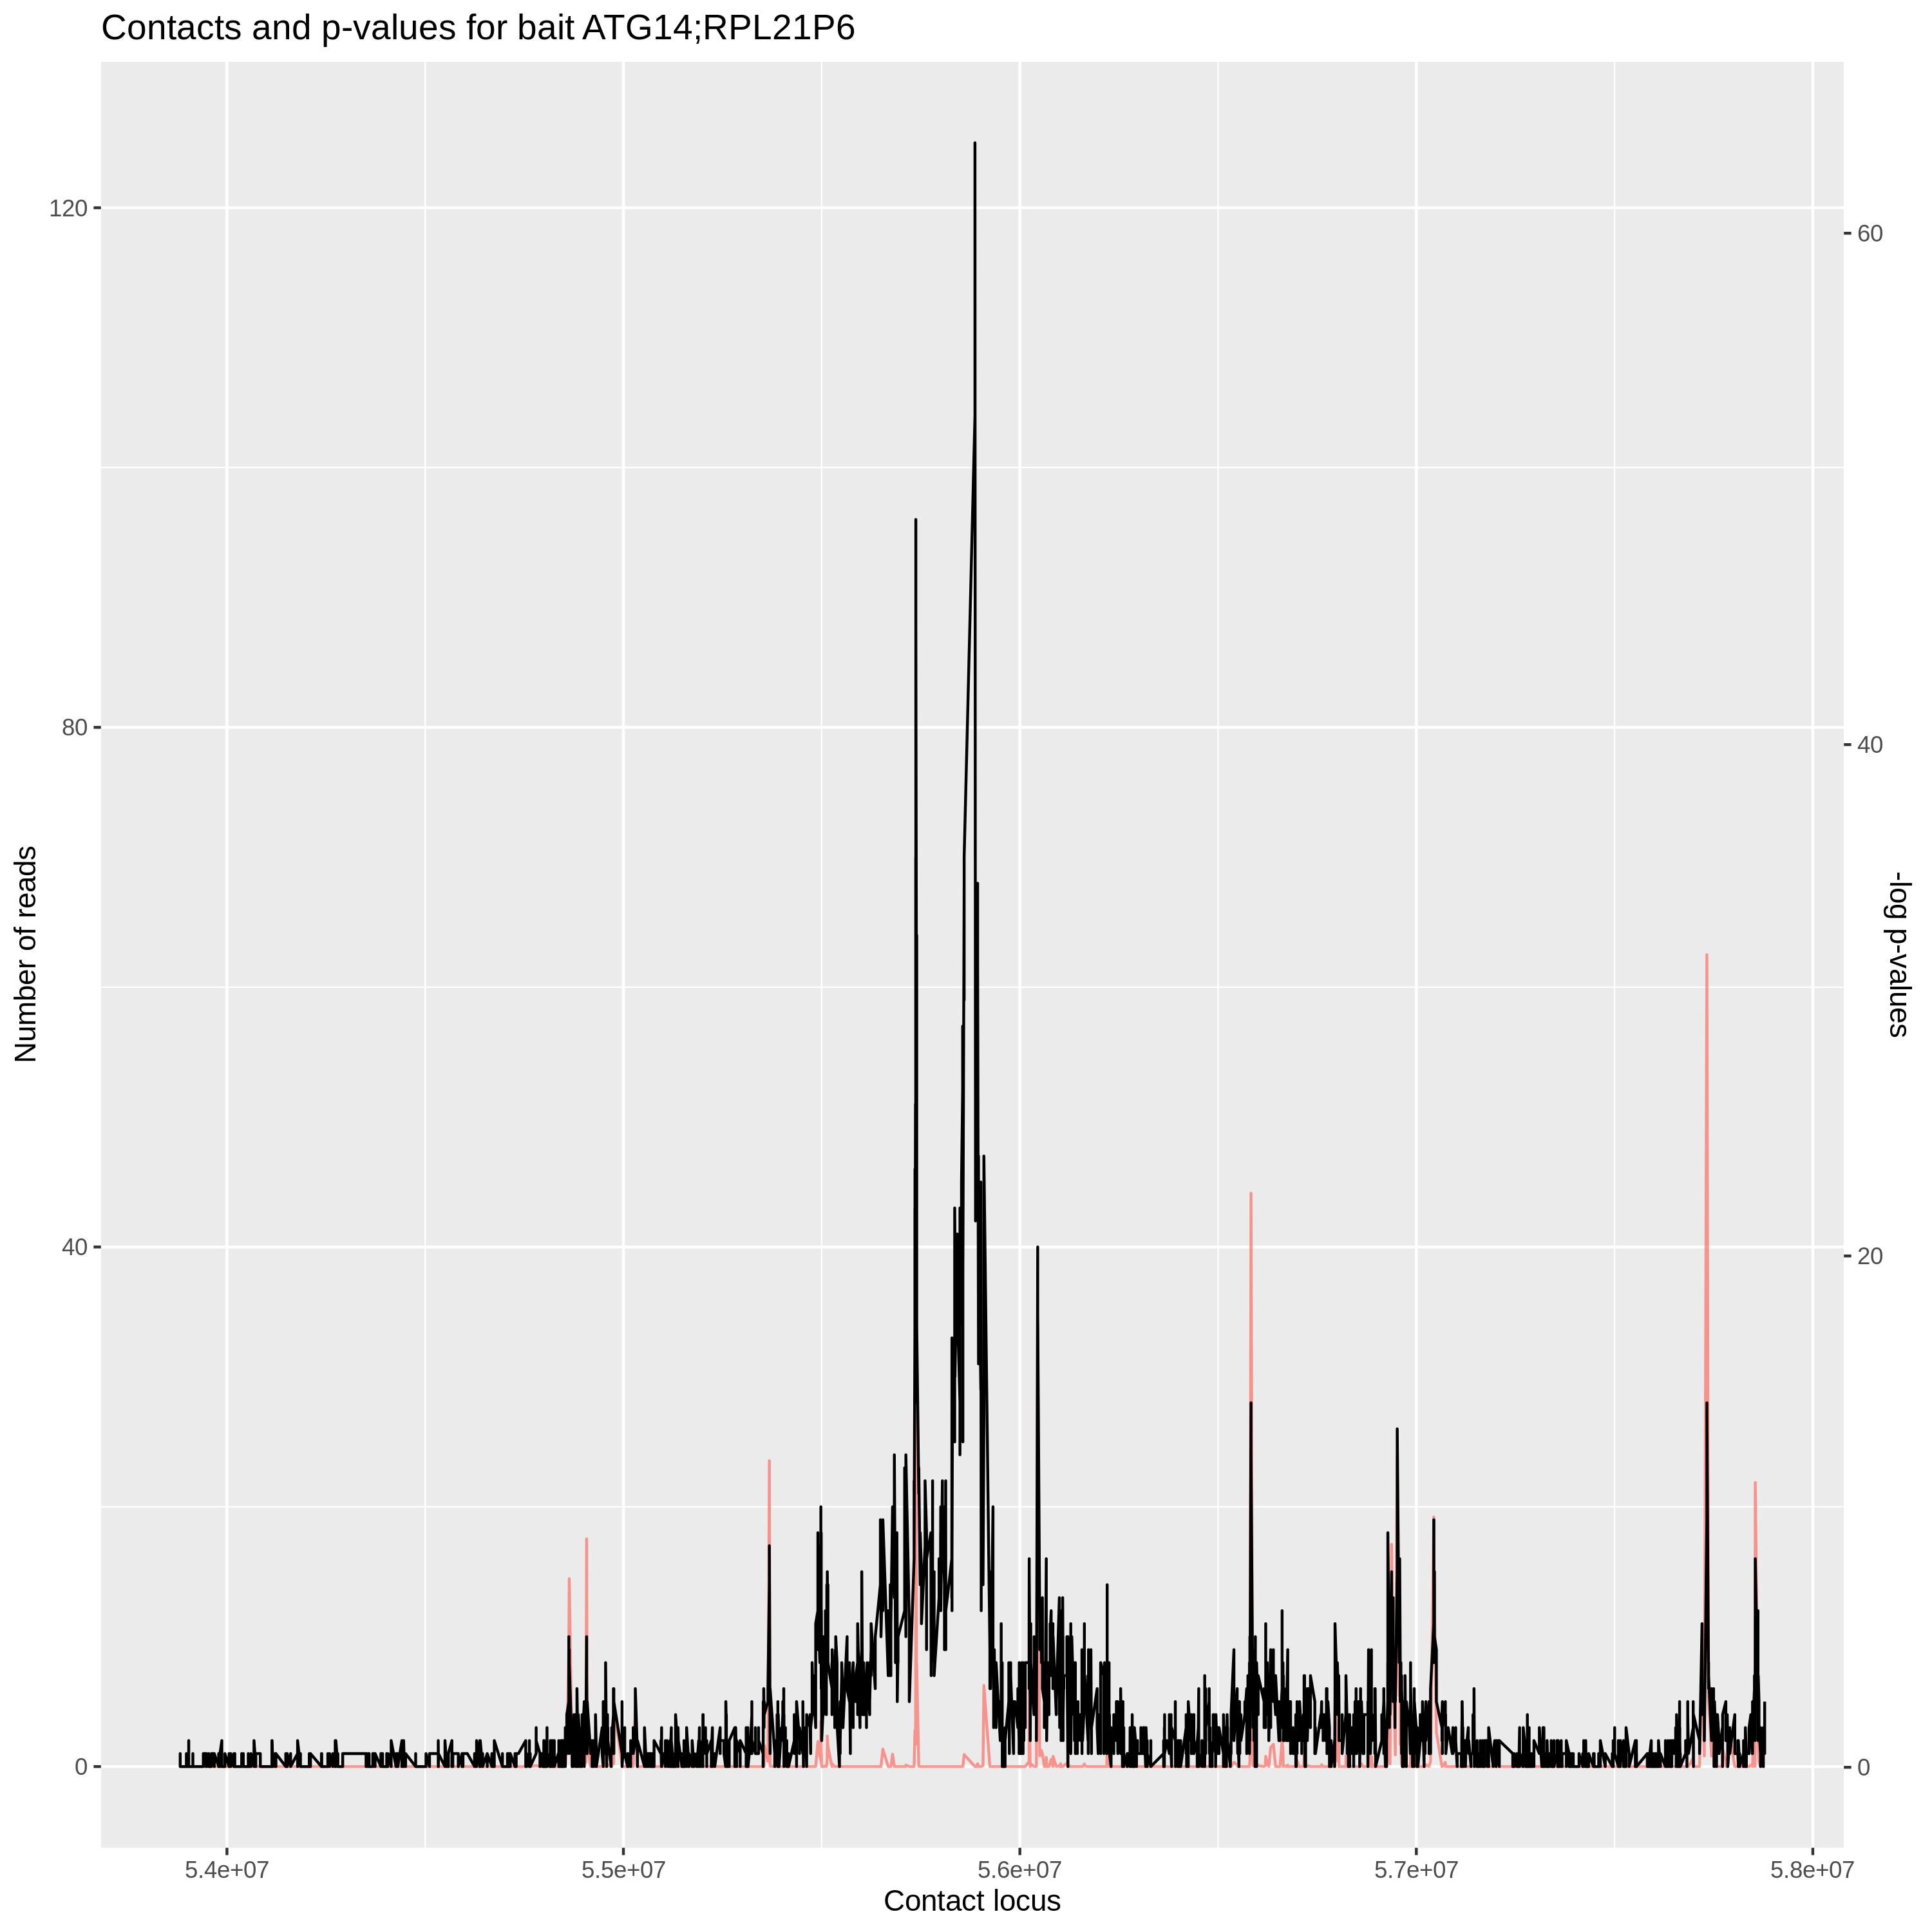 Contacts and p-values for bait ATG14;RPL21P6
120
80
40
0
Number of reads
60
40
20
0
-log p-values
5.4e+07 5.5e+07 5.6e+07 5.7e+07 5.8e+07
Contact locus